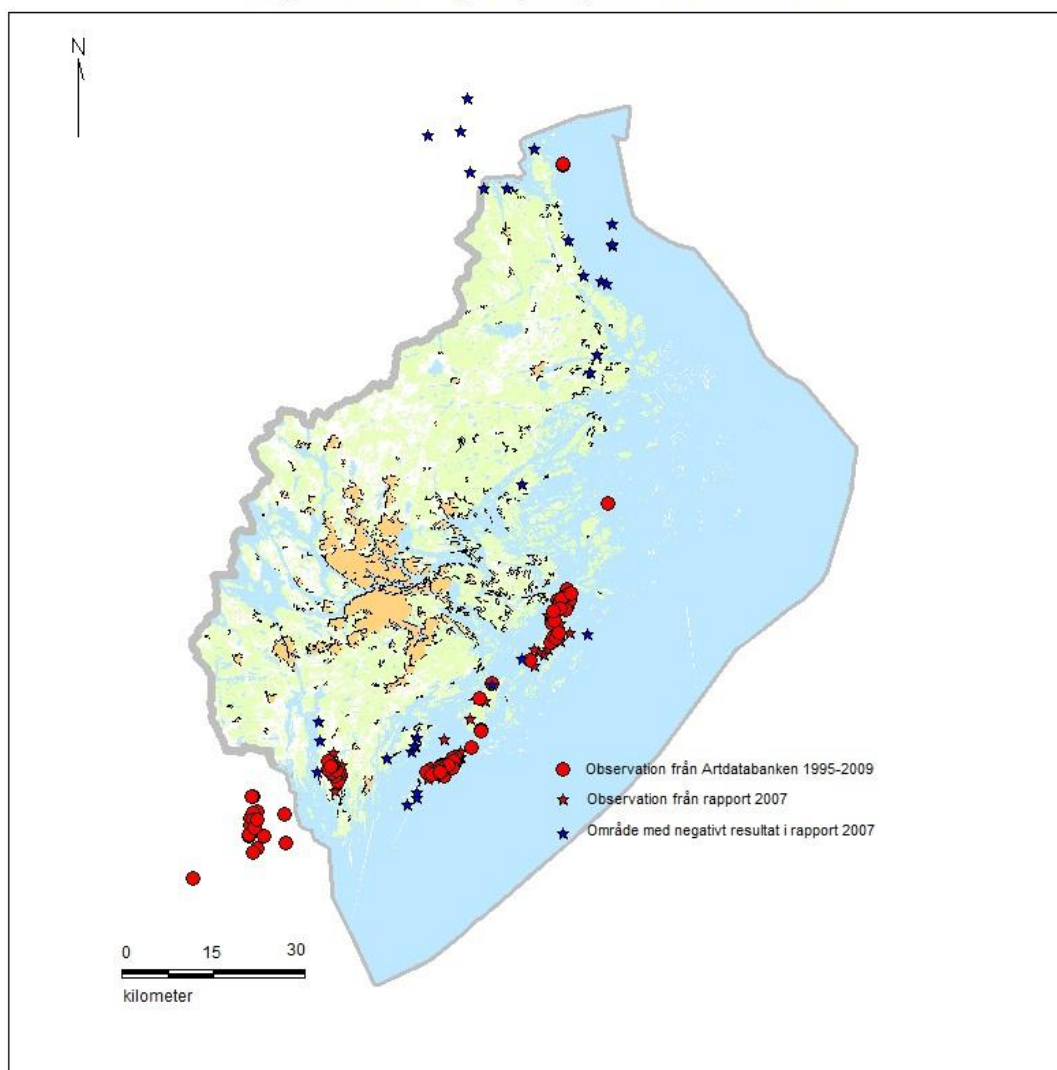 N
Observation från Artdatabanken 1995-2009
Observation från rapport 2007
Område med negativt resultat i rapport 2007
0 15 30
kilometer